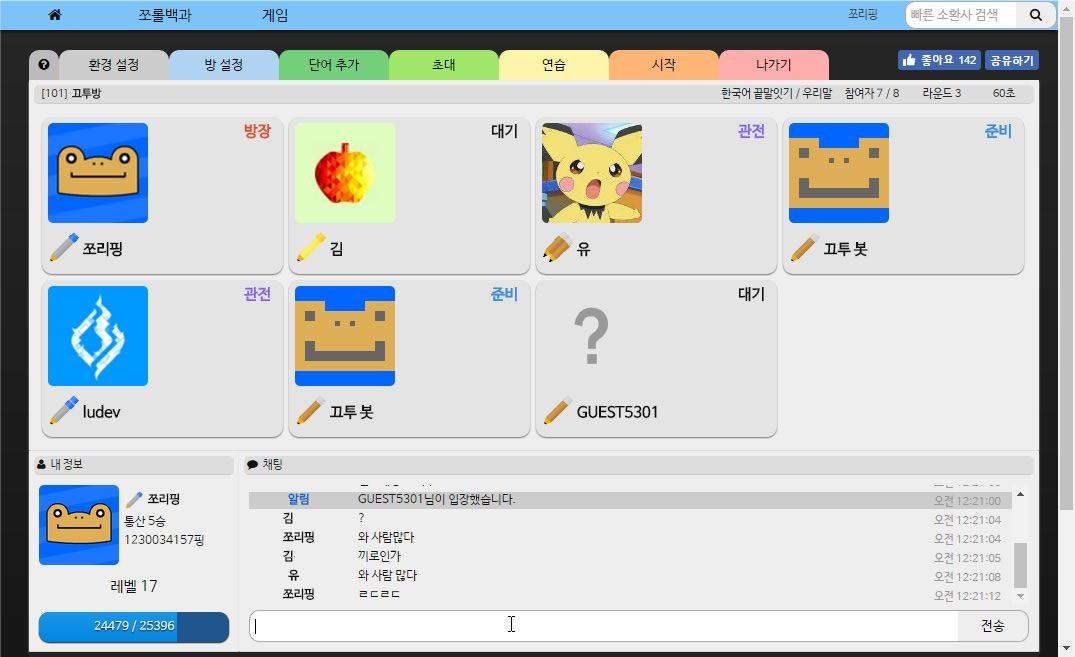 쪼롤백과 게임 쪼리핑 빠른 소환사 검색
환경 설정 방 설정 단어 추가 초대 연습 시작 나가기 좋아요 142 공유하기
[101] 끄투방 한국어 끝말잇기 / 우리말 참여자 7 / 8 라운드 3 60초
방장 대기 관전 준비
쪼리핑 김 유 끄투 봇
관전 준비 대기
?
ludev 끄투 봇 GUEST5301
내 정보
쪼리핑
통산 5승
1230034157핑
레벨 17
24479 / 25396
채팅
알림 GUEST5301님이 입장했습니다. 오전 12:21:00
김 ? 오전 12:21:04
쪼리핑 와 사람많다 오전 12:21:04
김 끼로인가 오전 12:21:05
유 와 사람 많다 오전 12:21:08
쪼리핑 ㄹㄷㄹㄷ 오전 12:21:12
전송